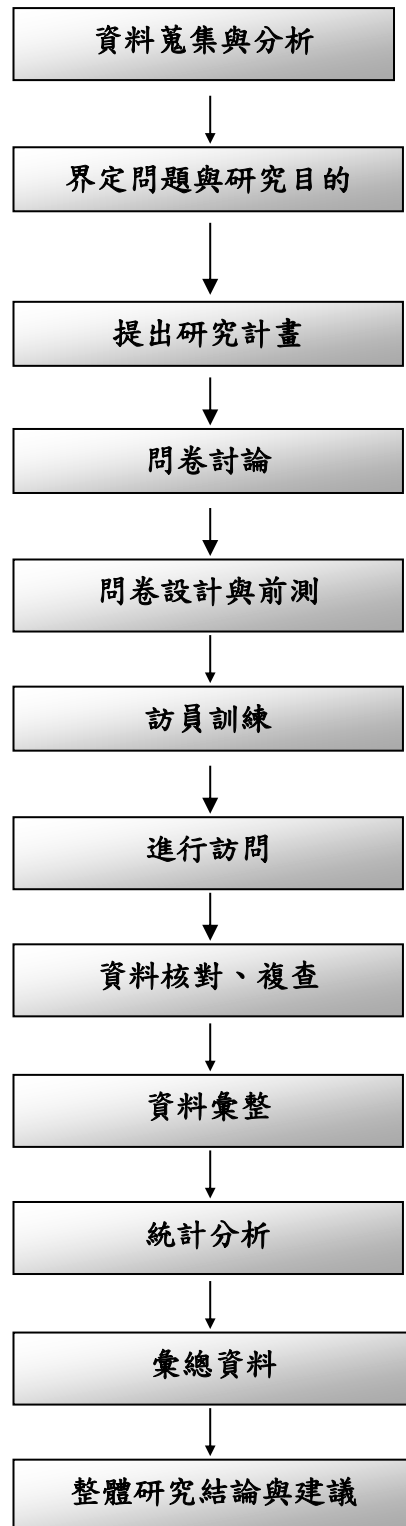 資料蒐集與分析
界定問題與研究目的
提出研究計畫
問卷討論
問卷設計與前測
訪員訓練
進行訪問
資料核對、複查
資料彙整
統計分析
彙總資料
整體研究結論與建議